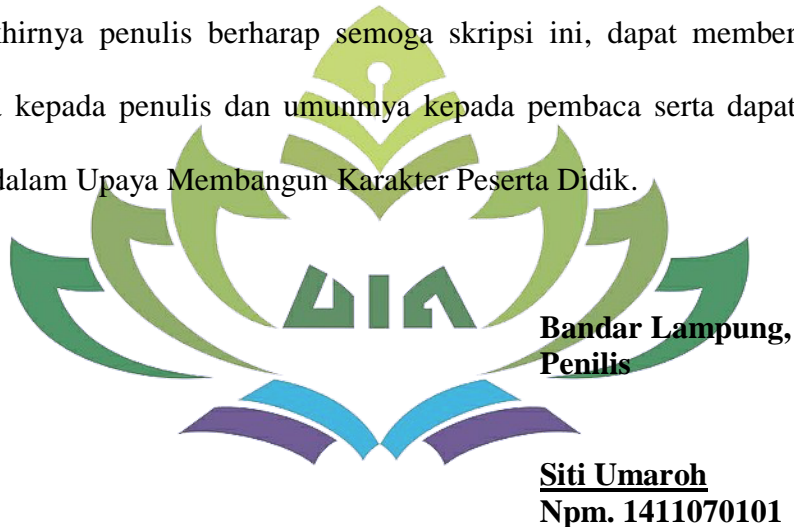 hirnya penulis berharap semoga skripsi ini, dapat member
kepada penulis dan umunmya kepada pembaca serta dapat
dalam Upaya Membangun Karakter Peserta Didik.
UIN
Bandar Lampung,
Penilis
Siti Umaroh
Npm. 1411070101